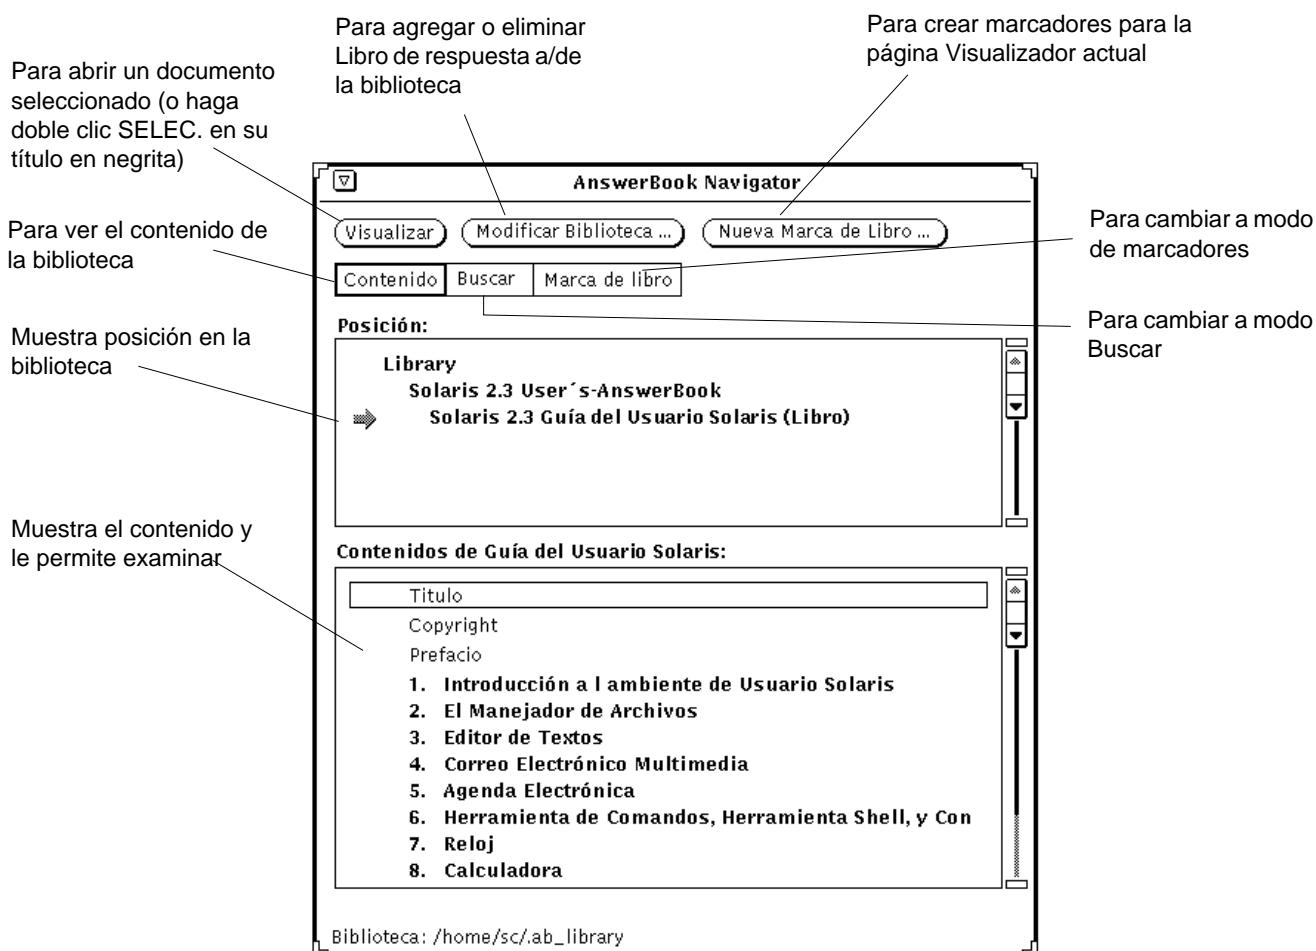 Para agregar o eliminar
Libro de respuesta a/de
la biblioteca
Para crear marcadores para la
página Visualizador actual
Para abrir un documento
seleccionado (o haga
doble clic SELEC. en su
título en negrita)
AnswerBook Navigator
Visualizar
Modificar Biblioteca ...
Nueva Marca de Libro ...
Para cambiar a modo
de marcadores
Para ver el contenido de
la biblioteca
Contenido
Buscar
Marca de libro
Para cambiar a modo
Buscar
Posición:
Muestra posición en la
biblioteca
Library
Solaris 2.3 User´s-AnswerBook
Solaris 2.3 Guía del Usuario Solaris (Libro)
Muestra el contenido y
le permite examinar
Contenidos de Guía del Usuario Solaris:
Titulo
Copyright
Prefacio
1. Introducción a l ambiente de Usuario Solaris
2. El Manejador de Archivos
3. Editor de Textos
4. Correo Electrónico Multimedia
5. Agenda Electrónica
6. Herramienta de Comandos, Herramienta Shell, y Con
7. Reloj
8. Calculadora
Biblioteca: /home/sc/.ab_library